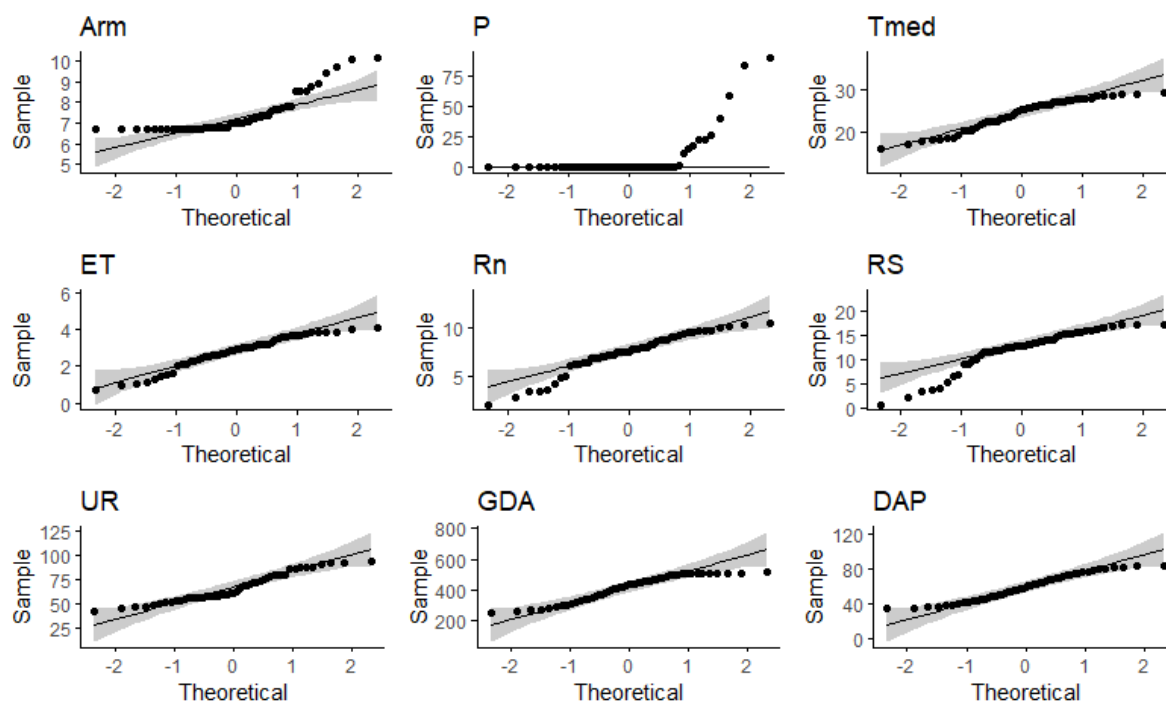 Arm
P
Tmed
Sample
10
9
8
7
6
5
-2 -1 0 1 2
Theoretical
Sample
75
50
25
0
-2 -1 0 1 2
Theoretical
Sample
30
20
-2 -1 0 1 2
Theoretical
ET
Rn
RS
Sample
6
4
2
0
-2 -1 0 1 2
Theoretical
Sample
10
5
-2 -1 0 1 2
Theoretical
Sample
20
15
10
5
0
-2 -1 0 1 2
Theoretical
UR
GDA
DAP
Sample
125
100
75
50
25
-2 -1 0 1 2
Theoretical
Sample
800
600
400
200
-2 -1 0 1 2
Theoretical
Sample
120
80
40
0
-2 -1 0 1 2
Theoretical